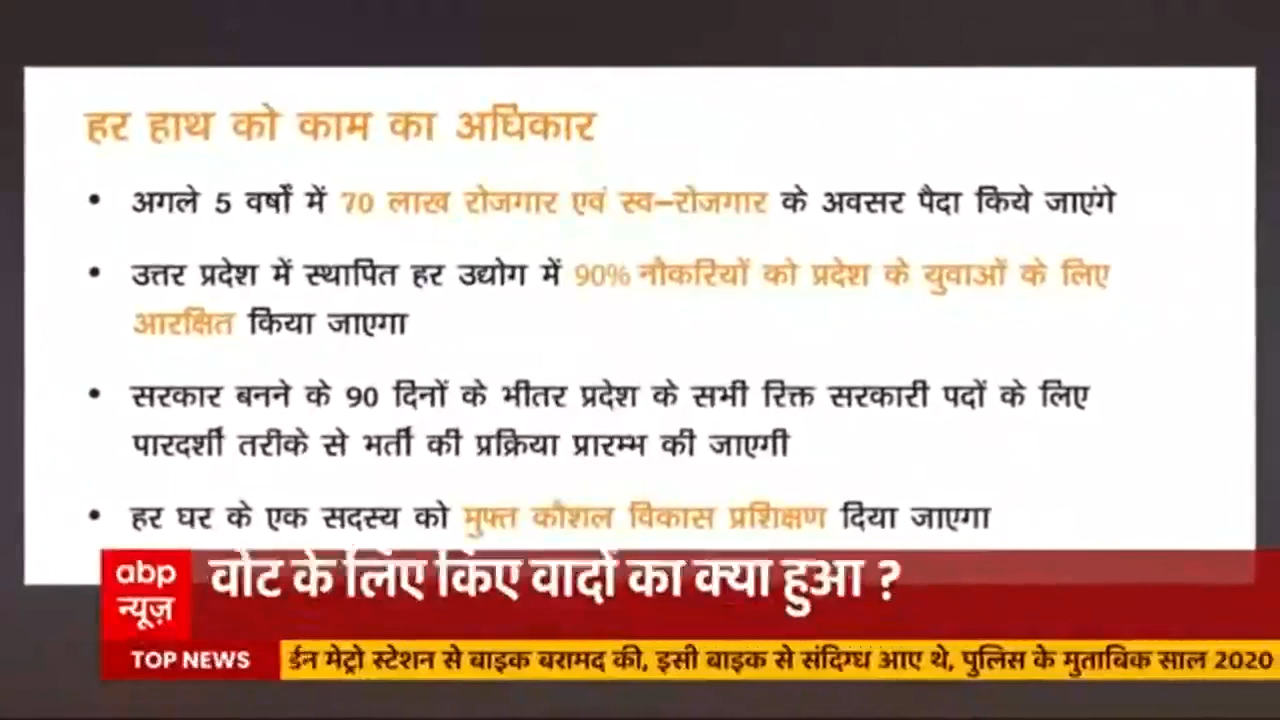 हर हाथ को काम का अधिकार
• अगले 5 वर्षों में 70 लाख रोजगार एवं स्व-रोजगार के अवसर पैदा किये जाएंगे
• उत्तर प्रदेश में स्थापित हर उद्योग में 90% नौकरियों को प्रदेश के युवाओं के लिए
आरक्षित किया जाएगा
• सरकार बनने के 90 दिनों के भीतर प्रदेश के सभी रिक्त सरकारी पदों के लिए
पारदर्शी तरीके से भर्ती की प्रक्रिया प्रारम्भ की जाएगी
• हर घर के एक सदस्य को मुफ्त कौशल विकास प्रशिक्षण दिया जाएगा
abp
न्यूज़
वोट के लिए किए वादों का क्या हुआ ?
TOP NEWS
र्डन मेट्रो स्टेशन से बाइक बरामद की, इसी बाइक से संदिग्ध आए थे, पुलिस के मुताबिक साल 2020